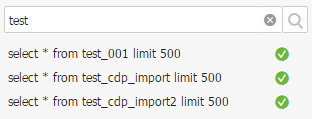 test
select * from test_001 limit 500
select * from test_cdp_import limit 500
select * from test_cdp_import2 limit 500